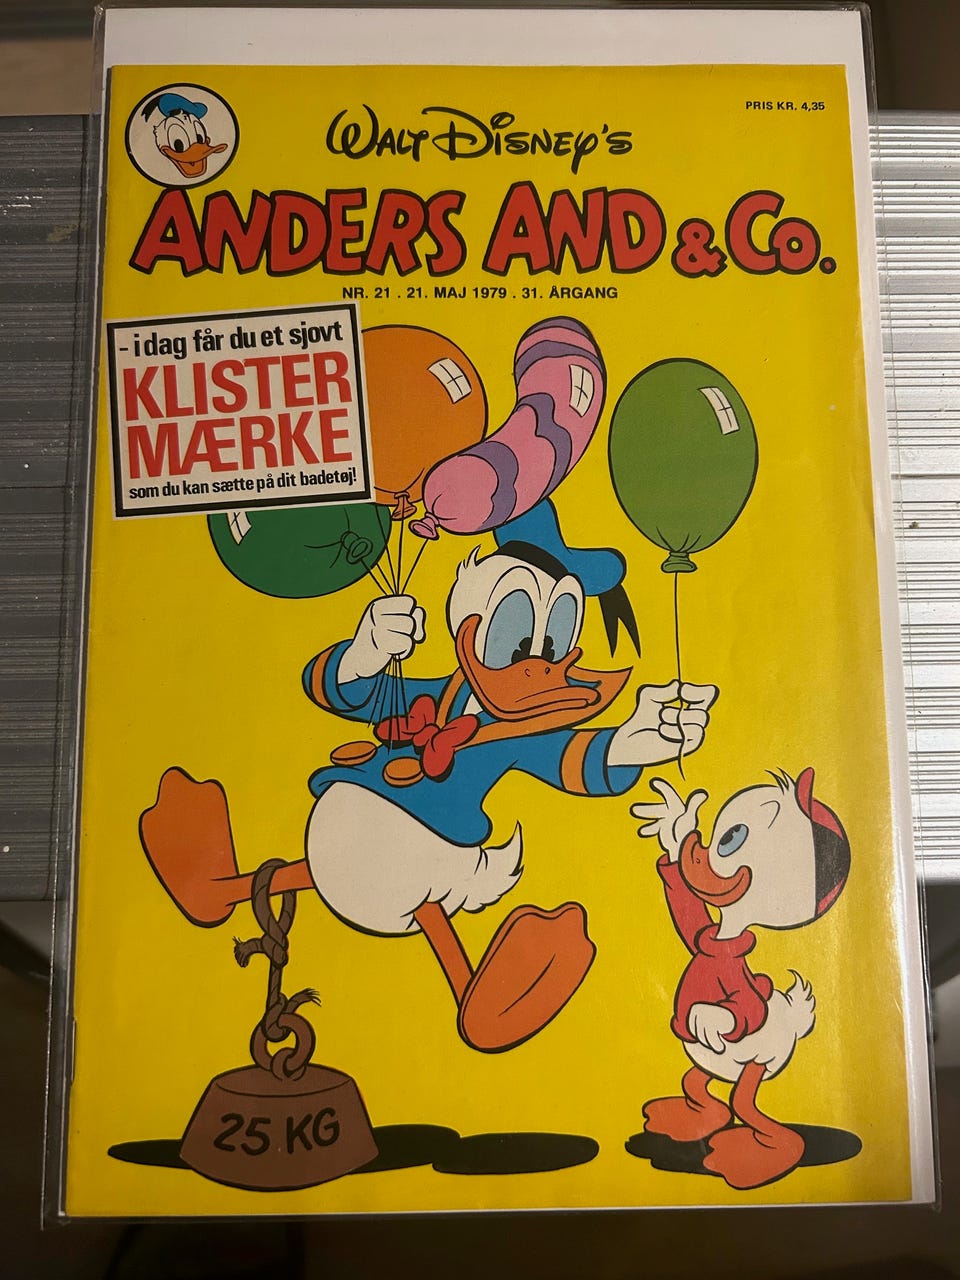 PRIS KR. 4,35
WALT DISNEY'S
ANDERS AND & CO.
NR. 21 . 21. MAJ 1979 . 31. ÅRGANG
- i dag får du et sjovt
KLISTER
MÆRKE
som du kan sætte på dit badetøj!
25 KG